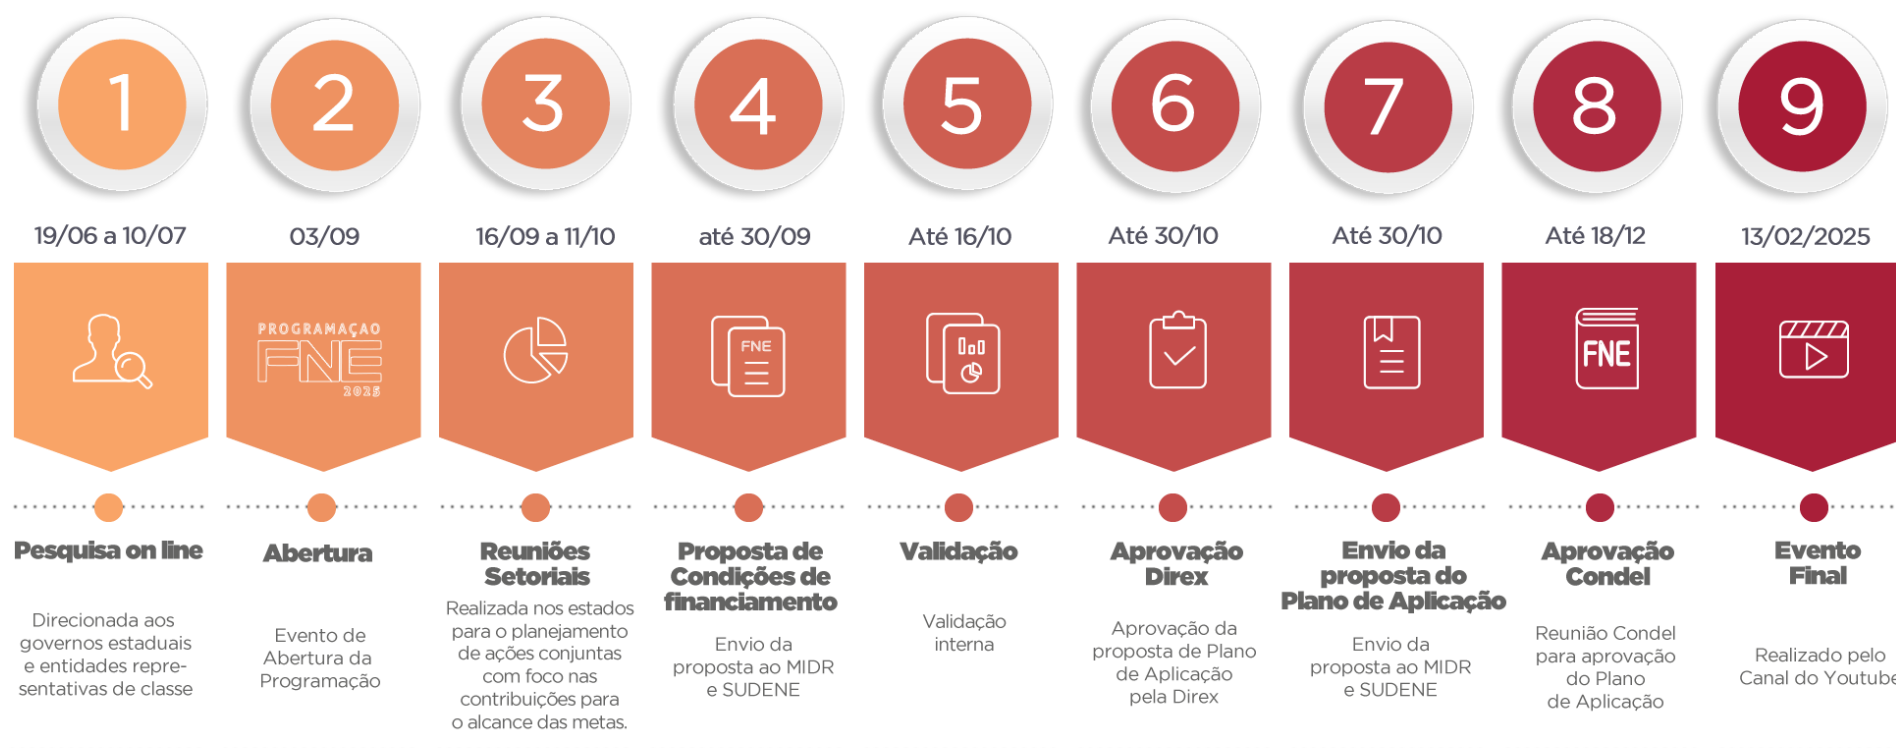 1
19/06 a 10/07
Pesquisa on line
Direcionada aos
governos estaduais
e entidades repre-
sentativas de classe
2
03/09
PROGRAMAÇAO
FNE
2025
Abertura
Evento de
Abertura da
Programação
3
16/09 a 11/10
Reuniões
Setoriais
Realizada nos estados
para o planejamento
de ações conjuntas
com foco nas
contribuições para
o alcance das metas.
4
até 30/09
FNE
Proposta de
Condições de
financiamento
Envio da
proposta ao MIDR
e SUDENE
5
Até 16/10
Validação
Validação
interna
6
Até 30/10
Aprovação
Direx
Aprovação da
proposta de Plano
de Aplicação
pela Direx
7
Até 30/10
Envio da
proposta do
Plano de Aplicação
Envio da
proposta ao MIDR
e SUDENE
8
Até 18/12
FNE
Aprovação
Condel
Reunião Condel
para aprovação
do Plano
de Aplicação
9
13/02/2025
Evento
Final
Realizado pelo
Canal do Youtube